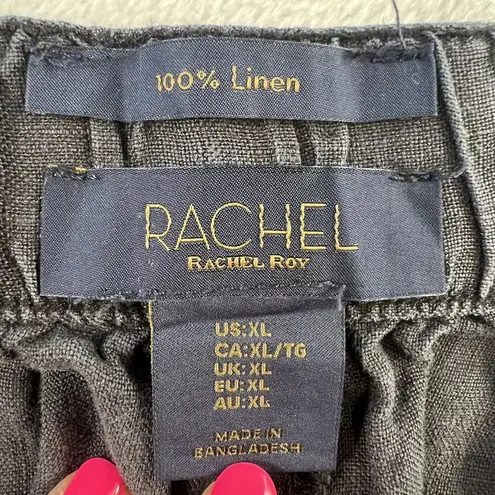 100% Linen
RACHEL
RACHEL ROY
US:XL
CA:XL/TG
UK:XL
EU:XL
AU:XL
MADE IN
BANGLADESH